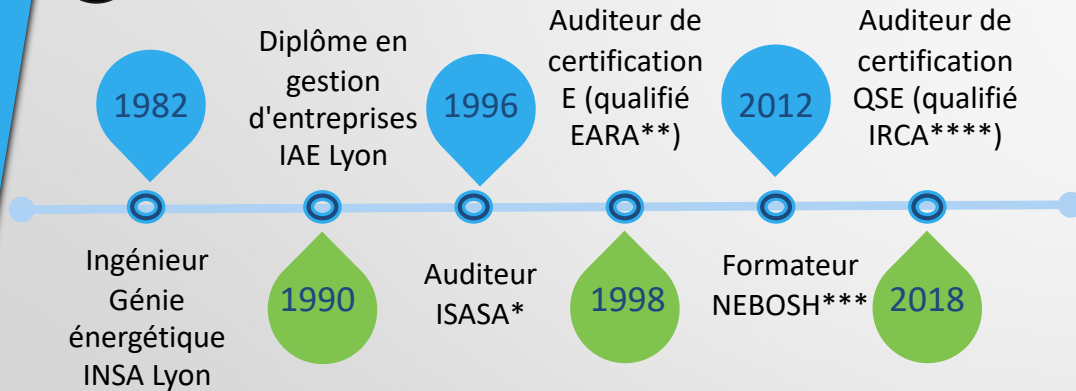 1982
Ingénieur
Génie
énergétique
INSA Lyon
Diplôme en
gestion
d'entreprises
IAE Lyon
1990
1996
Auditeur
ISASA*
Auditeur de
certification
E (qualifié
EARA**)
1998
2012
Formateur
NEBOSH***
Auditeur de
certification
QSE (qualifié
IRCA****)
2018